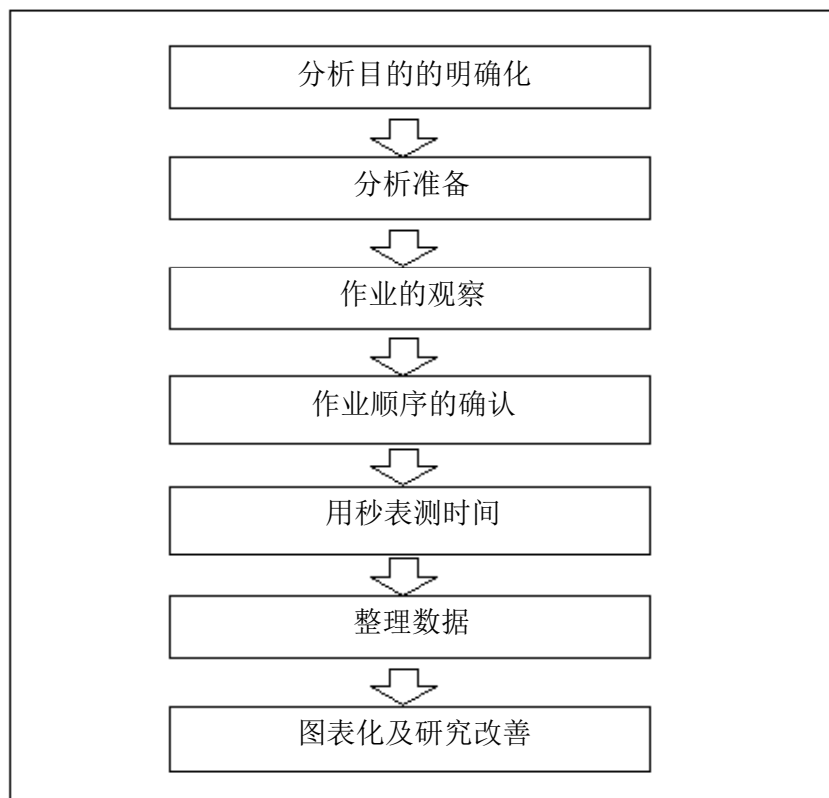 分析目的的明确化
分析准备
作业的观察
作业顺序的确认
用秒表测时间
整理数据
图表化及研究改善